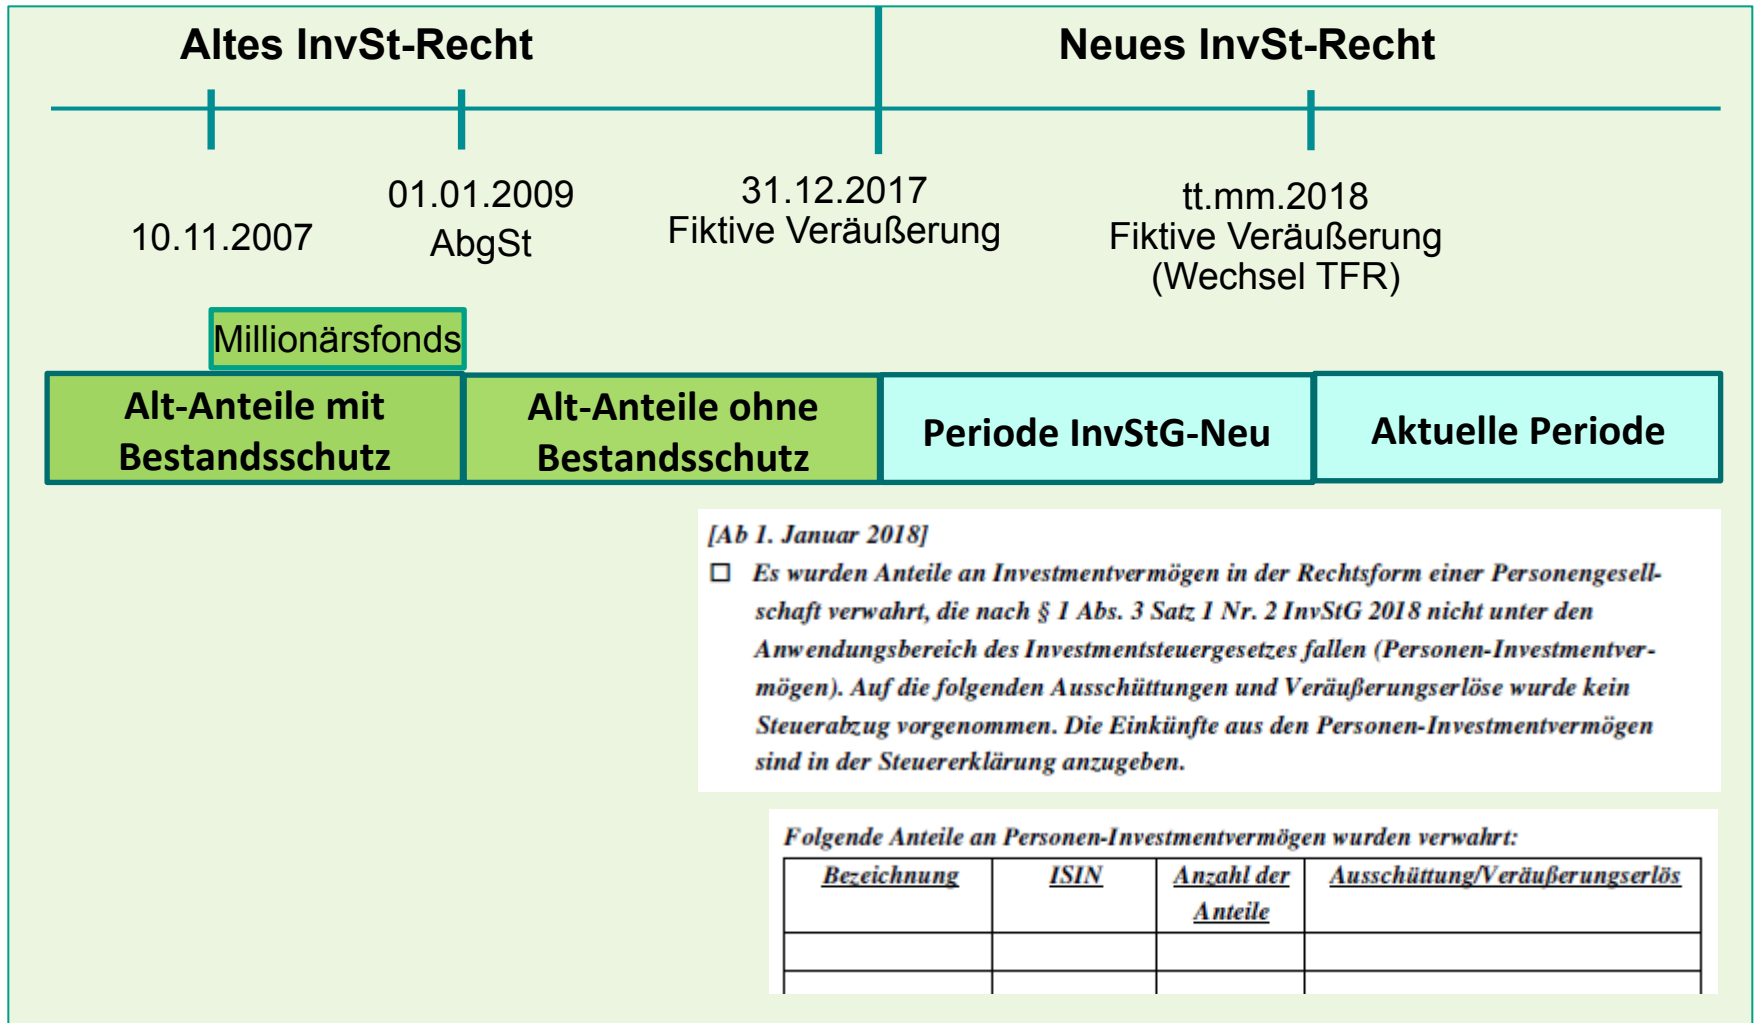 Altes InvSt-Recht
Neues InvSt-Recht
10.11.2007
01.01.2009
AbgSt
31.12.2017
Fiktive Veräußerung
tt.mm.2018
Fiktive Veräußerung
(Wechsel TFR)
Millionärsfonds
Alt-Anteile mit
Bestandsschutz
Alt-Anteile ohne
Bestandsschutz
Periode InvStG-Neu
Aktuelle Periode
[Ab 1. Januar 2018]
☐ Es wurden Anteile an Investmentvermögen in der Rechtsform einer Personengesell-
schaft verwahrt, die nach § 1 Abs. 3 Satz 1 Nr. 2 InvStG 2018 nicht unter den
Anwendungsbereich des Investmentsteuergesetzes fallen (Personen-Investmentver-
mögen). Auf die folgenden Ausschüttungen und Veräußerungserlöse wurde kein
Steuerabzug vorgenommen. Die Einkünfte aus den Personen-Investmentvermögen
sind in der Steuererklärung anzugeben.
Folgende Anteile an Personen-Investmentvermögen wurden verwahrt:
Bezeichnung
ISIN
Anzahl der
Anteile
Ausschüttung/Veräußerungserlös